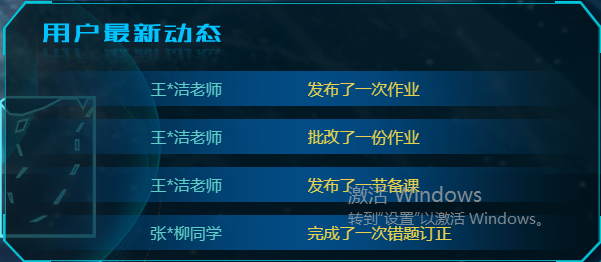 用户最新动态
王*洁老师 发布了一次作业
王*洁老师 批改了一份作业
王*洁老师 发布了一节备课
激活 Windows
转到“设置”以激活 Windows。
张*柳同学 完成了一次错题订正